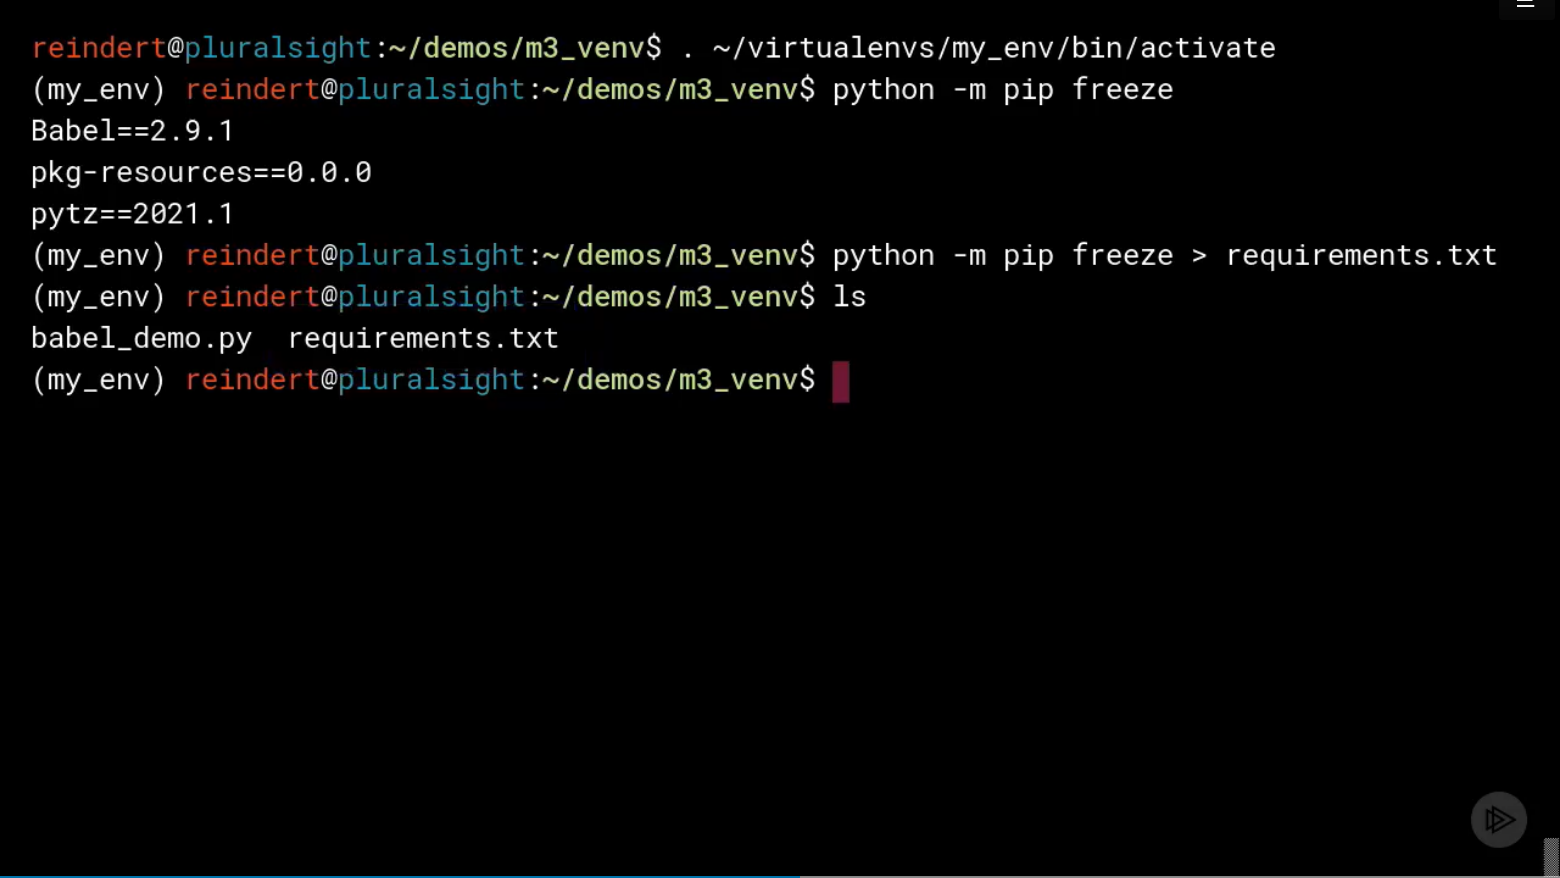 reindert@pluralsight:~/demos/m3_venv$ . ~/virtualenvs/my_env/bin/activate
(my_env) reindert@pluralsight:~/demos/m3_venv$ python -m pip freeze
Babel==2.9.1
pkg-resources==0.0.0
pytz==2021.1
(my_env) reindert@pluralsight:~/demos/m3_venv$ python -m pip freeze > requirements.txt
(my_env) reindert@pluralsight:~/demos/m3_venv$ ls
babel_demo.py  requirements.txt
(my_env) reindert@pluralsight:~/demos/m3_venv$